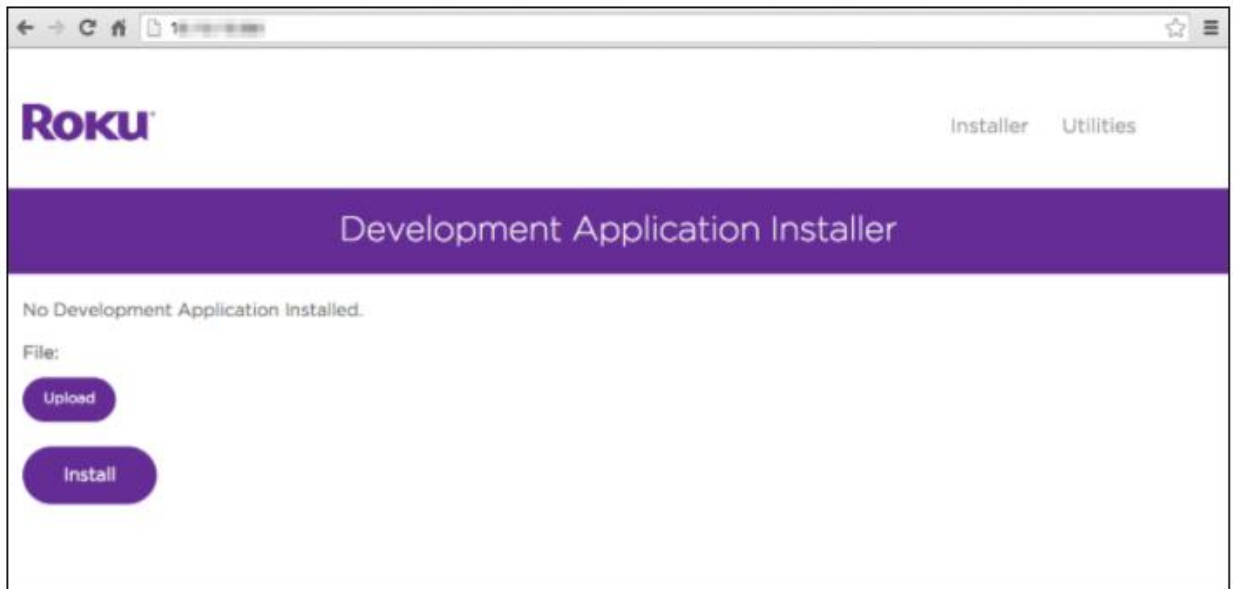 Roku
Installer Utilities
Development Application Installer
No Development Application Installed.
File:
Upload
Install